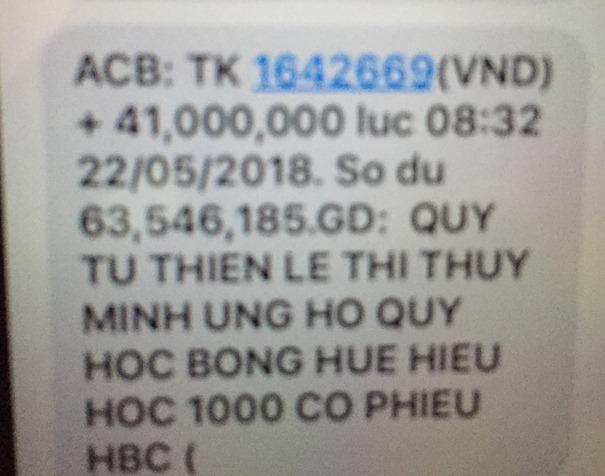 ACB: TK 1642669(VND)
+ 41,000,000 luc 08:32
22/05/2018. So du
63,546,185.GD: QUY
TU THIEN LE THI THUY
MINH UNG HO QUY
HOC BONG HUE HIEU
HOC 1000 CO PHIEU
HBC (